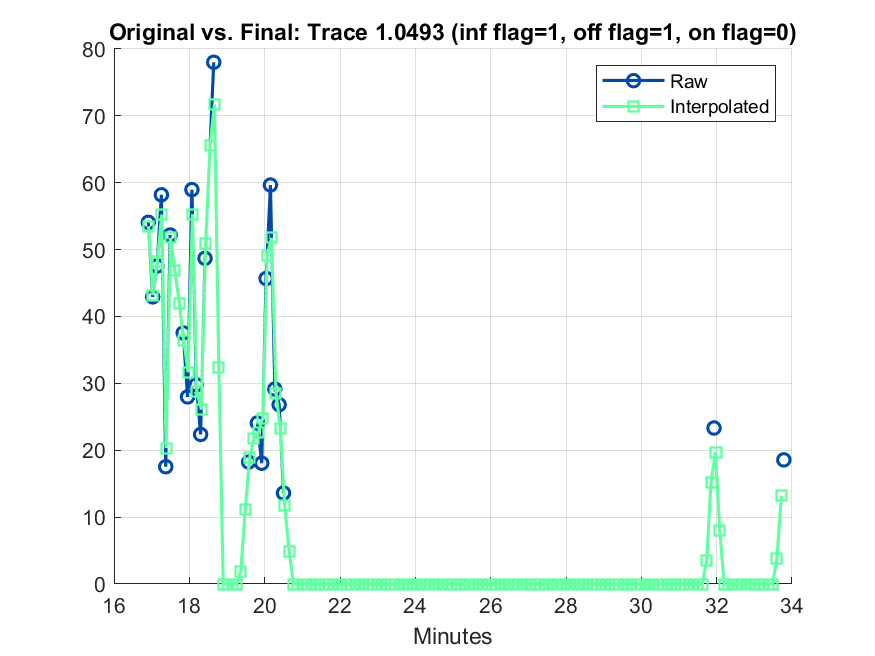 Original vs. Final: Trace 1.0493 (inf flag=1, off flag=1, on flag=0)
80
70
60
50
40
30
20
10
0
Raw
Interpolated
16 18 20 22 24 26 28 30 32 34
Minutes